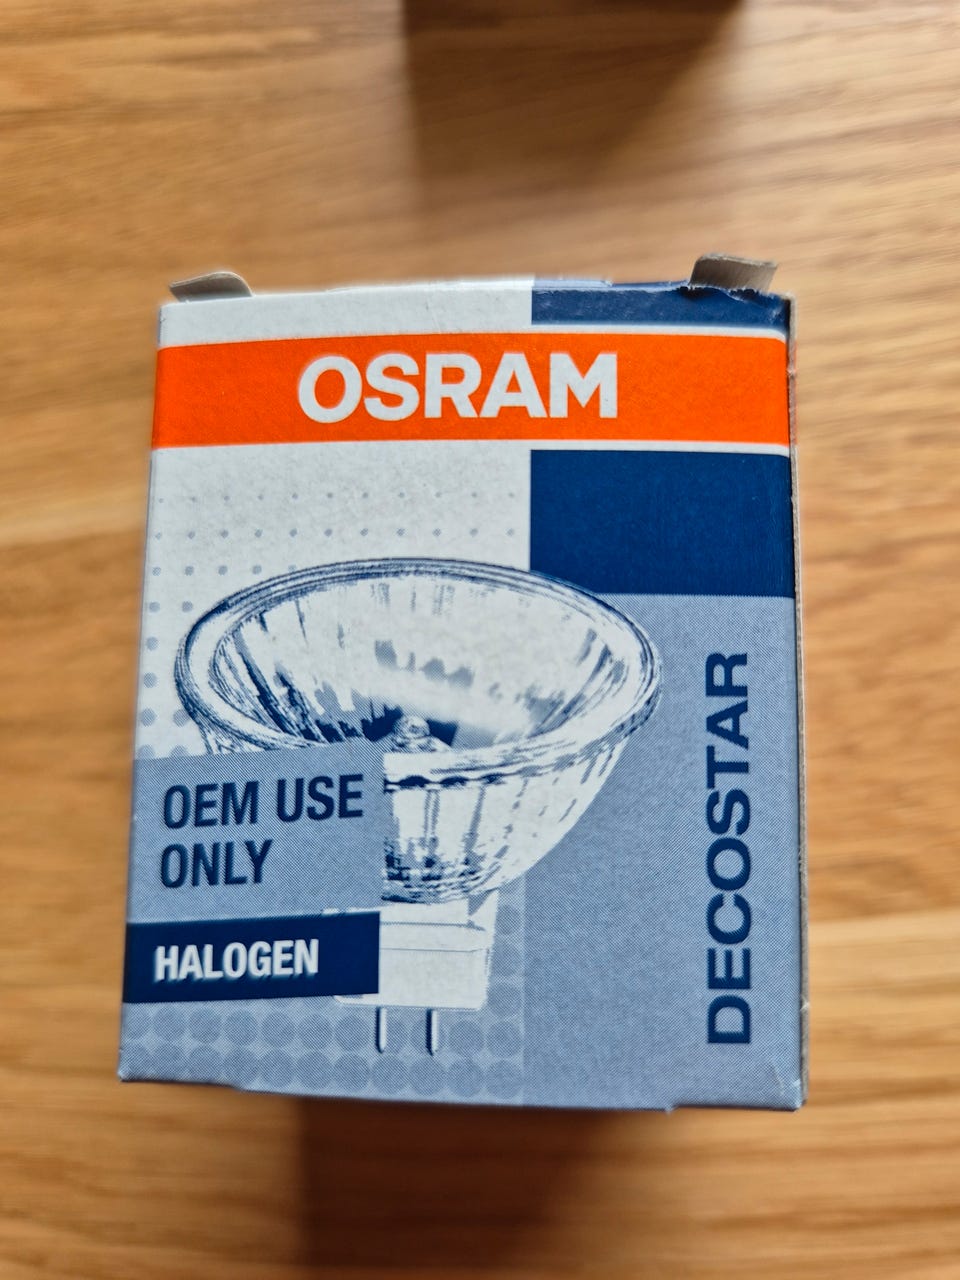 OSRAM
OEM USE
ONLY
HALOGEN
DECOSTAR